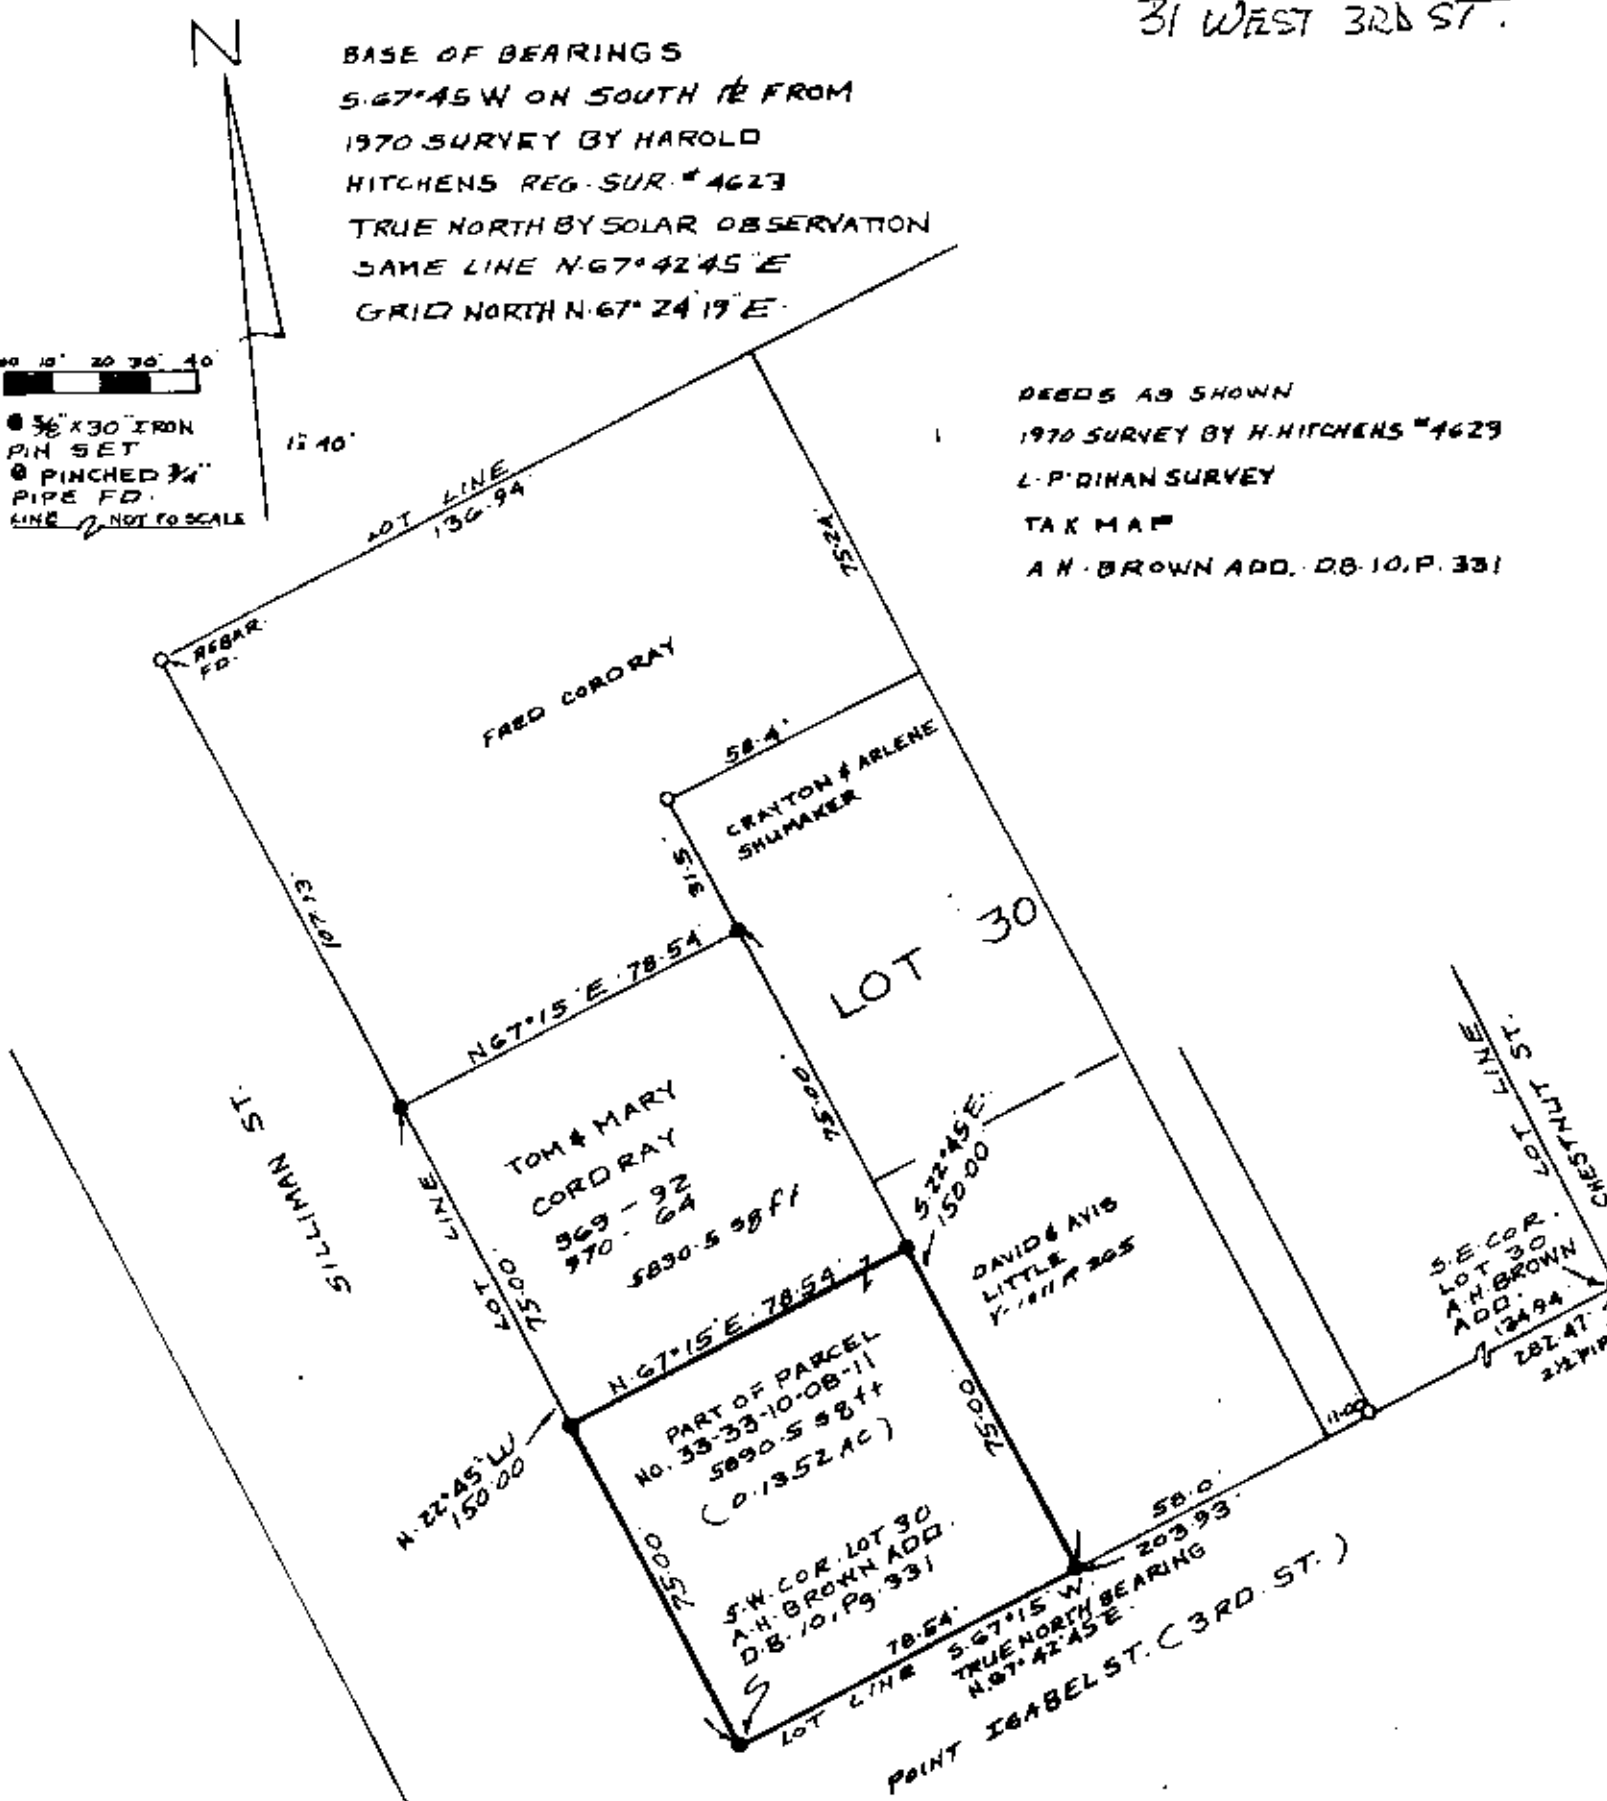 31 WEST 3RD ST.
N
BASE OF BEARINGS
S.67°45 W ON SOUTH ⅊ FROM
1970 SURVEY BY HAROLD
HITCHENS REG. SUR. # 4623
TRUE NORTH BY SOLAR OBSERVATION
SAME LINE N.67° 42'45"E
GRID NORTH N.67° 24'19"E.
10' 20 30' 40'
"X30" IRON
PIN SET
PINCHED 3/4"
PIPE FD.
LINE NOT TO SCALE
1"= 40'
DEEDS AS SHOWN
1970 SURVEY BY H.HITCHENS #4623
L.P. DIHAN SURVEY
TAX MAP
A.H. BROWN ADD. D.B. 10, P. 331
LOT LINE
136.94'
75.24'
REBAR
FD.
FRED CORDRAY
58.4'
CRAYTON & ARLENE
SHUMAKER
31.5'
107.13'
LOT 30
N67°15'E 78.54'
SILLIMAN ST.
TOM & MARY
CORDRAY
369-92
370-64
5890.5 sq ft
75.00'
LOT LINE
75.00'
S.22°45'E.
150.00
DAVID & AVIS
LITTLE
305
CHESTNUT ST.
LOT LINE
S.E. COR.
LOT 30
A.H. BROWN
ADD.
124.94
282.47'
N.67°15'E. 78.54'
PART OF PARCEL
No. 33-33-10-08-11
5890.5 sq ft
(0.1352 AC)
N.22°45'W
150.00
75.00'
75.00'
11.00'
58.0'
203.93'
S.W. COR. LOT 30
A.H. BROWN ADD.
D.B. 10, Pg. 331
78.54'
LOT LINE S.67°15'W.
TRUE NORTH BEARING
N.67°42'45"E.
POINT ISABEL ST. (3RD. ST.)